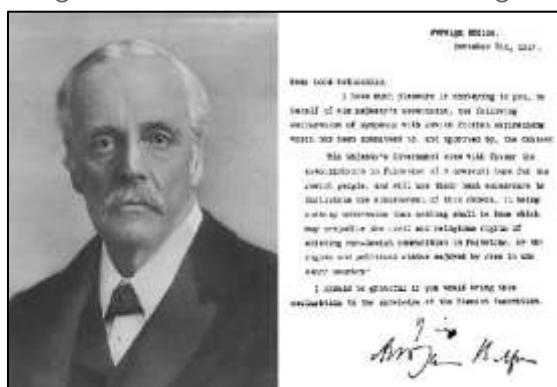 Foreign Office,
November 2nd, 1917.
Dear Lord Rothschild,
I have much pleasure in conveying to you, on
behalf of His Majesty's Government, the following
declaration of sympathy with Jewish Zionist aspirations
which has been submitted to, and approved by, the Cabinet
His Majesty's Government view with favour the
establishment in Palestine of a national home for the
Jewish people, and will use their best endeavours to
facilitate the achievement of this object, it being
clearly understood that nothing shall be done which
may prejudice the civil and religious rights of
existing non-Jewish communities in Palestine, or the
rights and political status enjoyed by Jews in any
other country"
I should be grateful if you would bring this
declaration to the knowledge of the Zionist Federation.